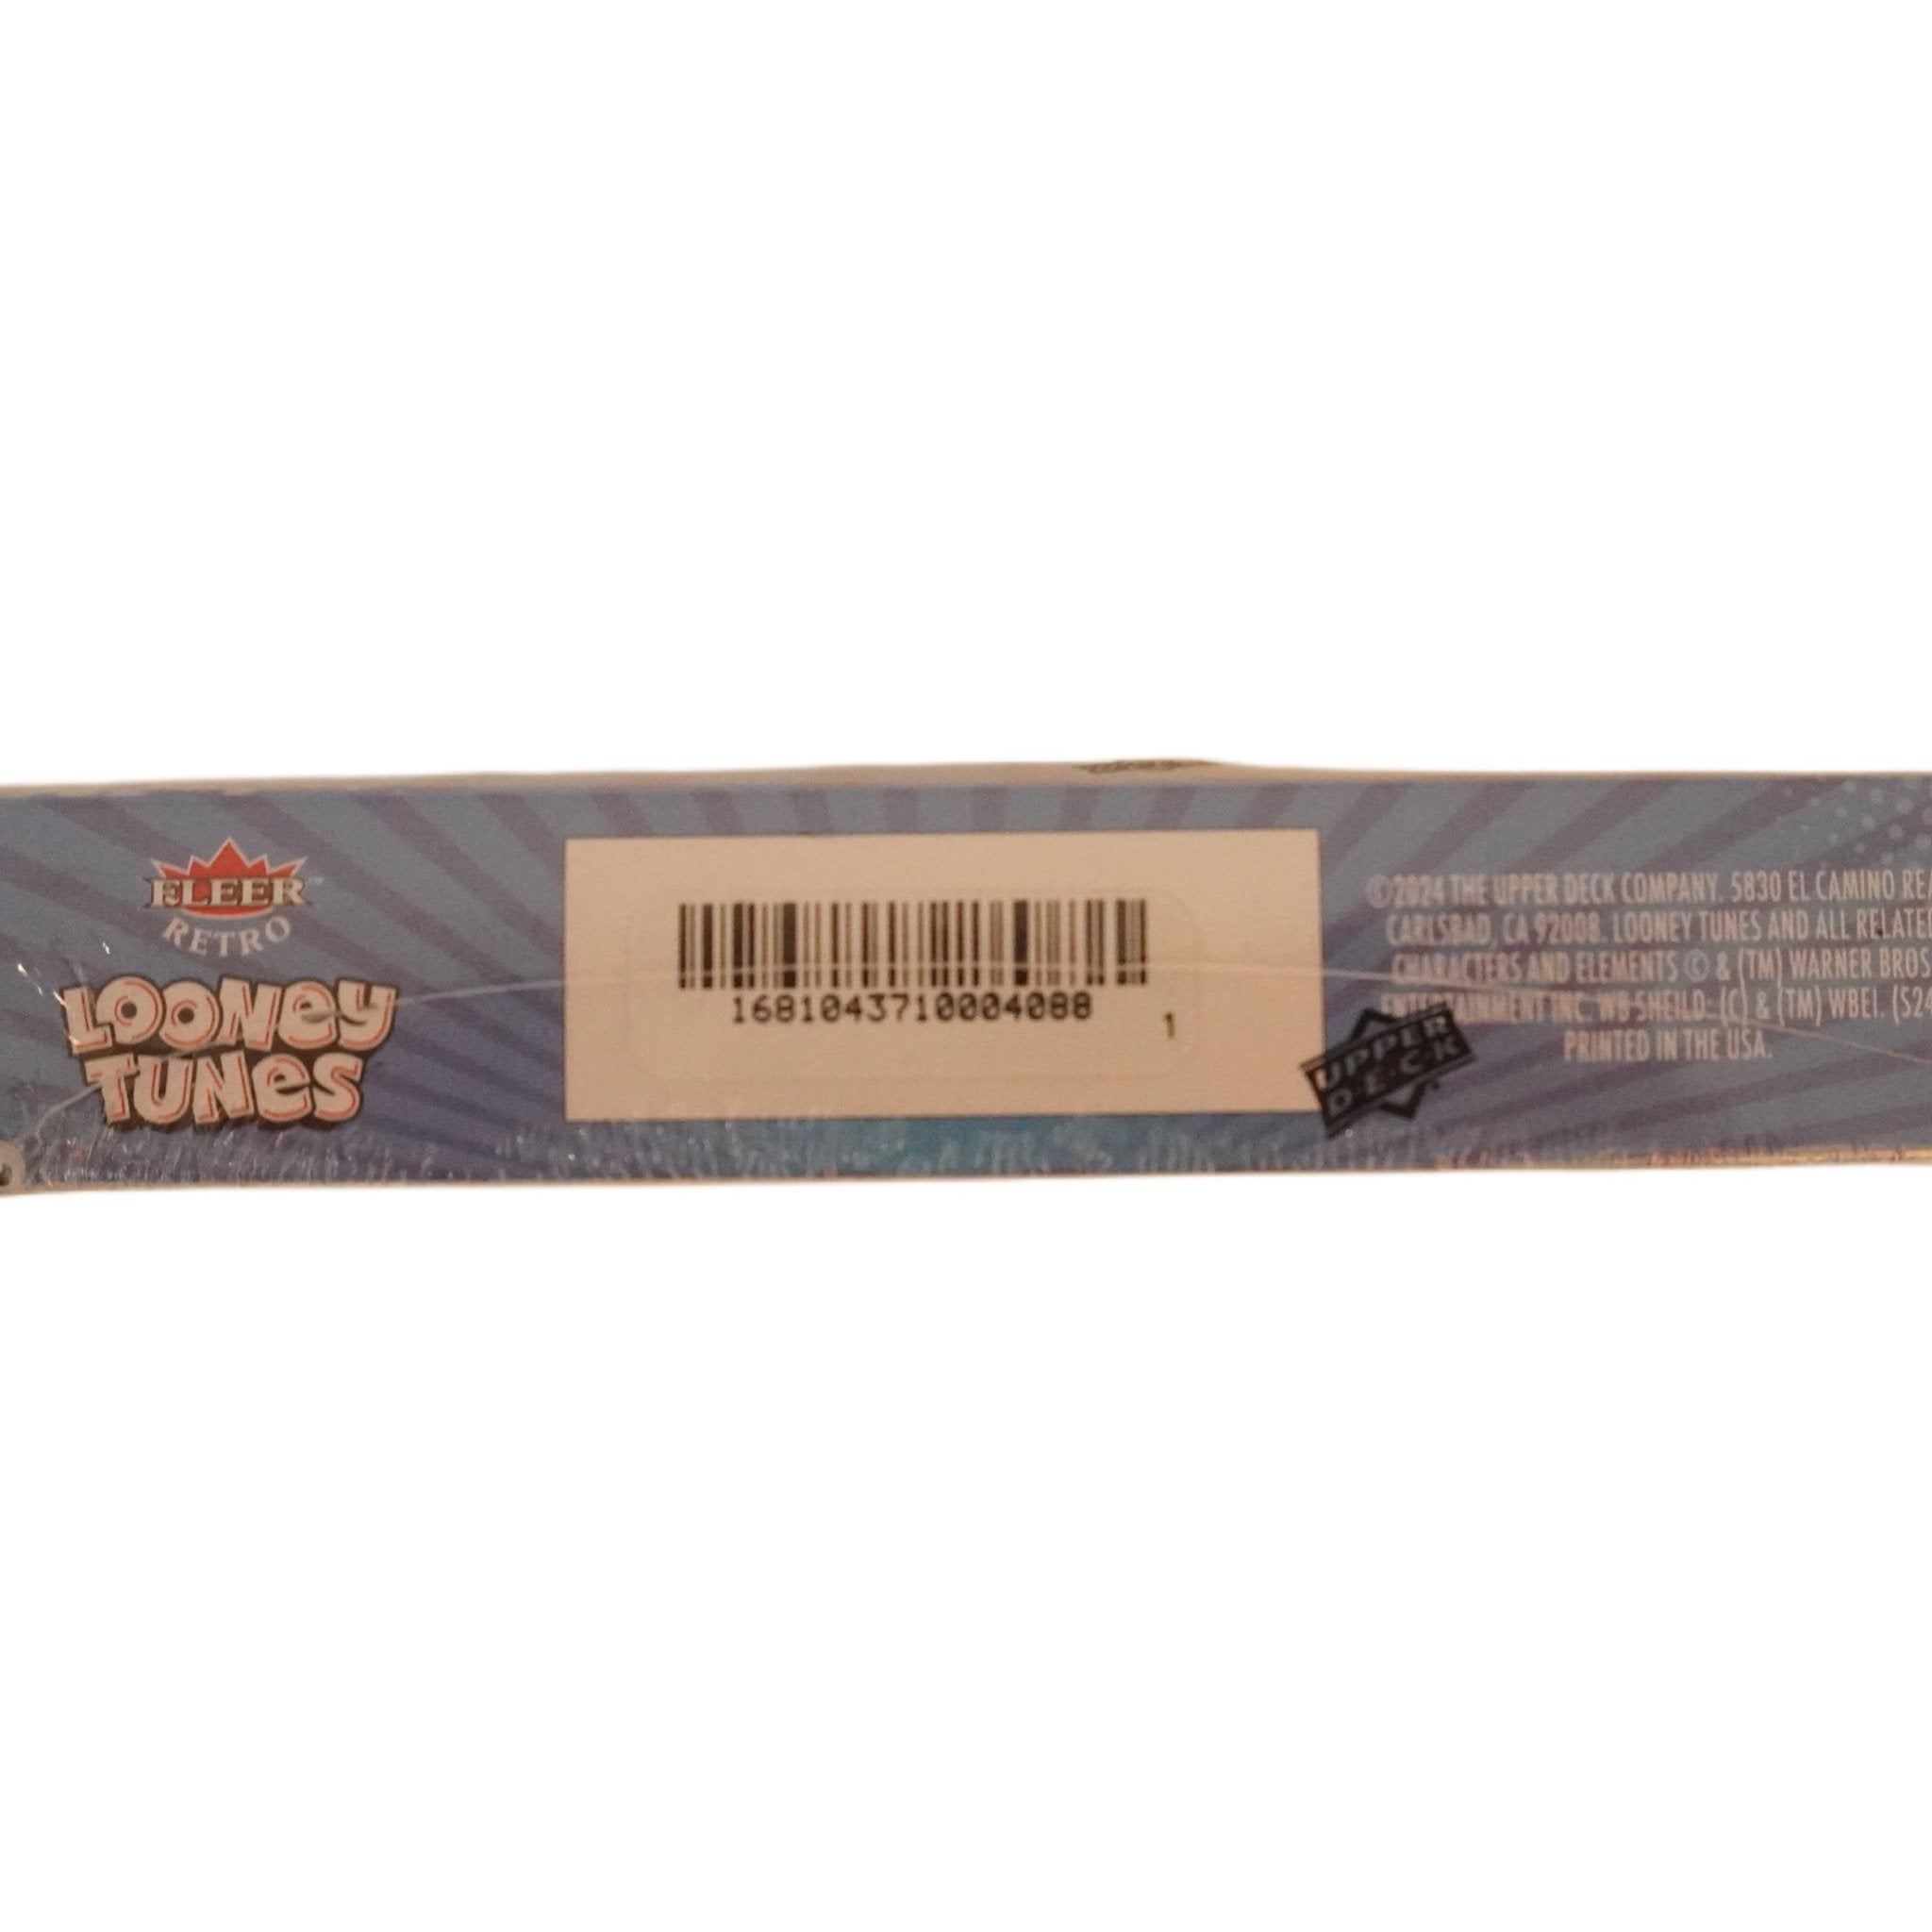 FLEER
RETRO
LOONEY
TUNES
1681043710004088
1
UPPER
D·E·C·K
©2024 THE UPPER DECK COMPANY. 5830 EL CAMINO
CARLSBAD, CA 92008. LOONEY TUNES AND ALL
CHARACTERS AND ELEMENTS © & (TM) WARNER BROS.
ENTERTAINMENT INC. WB SHEILD: (C) & (TM) WBEI.
PRINTED IN THE USA.